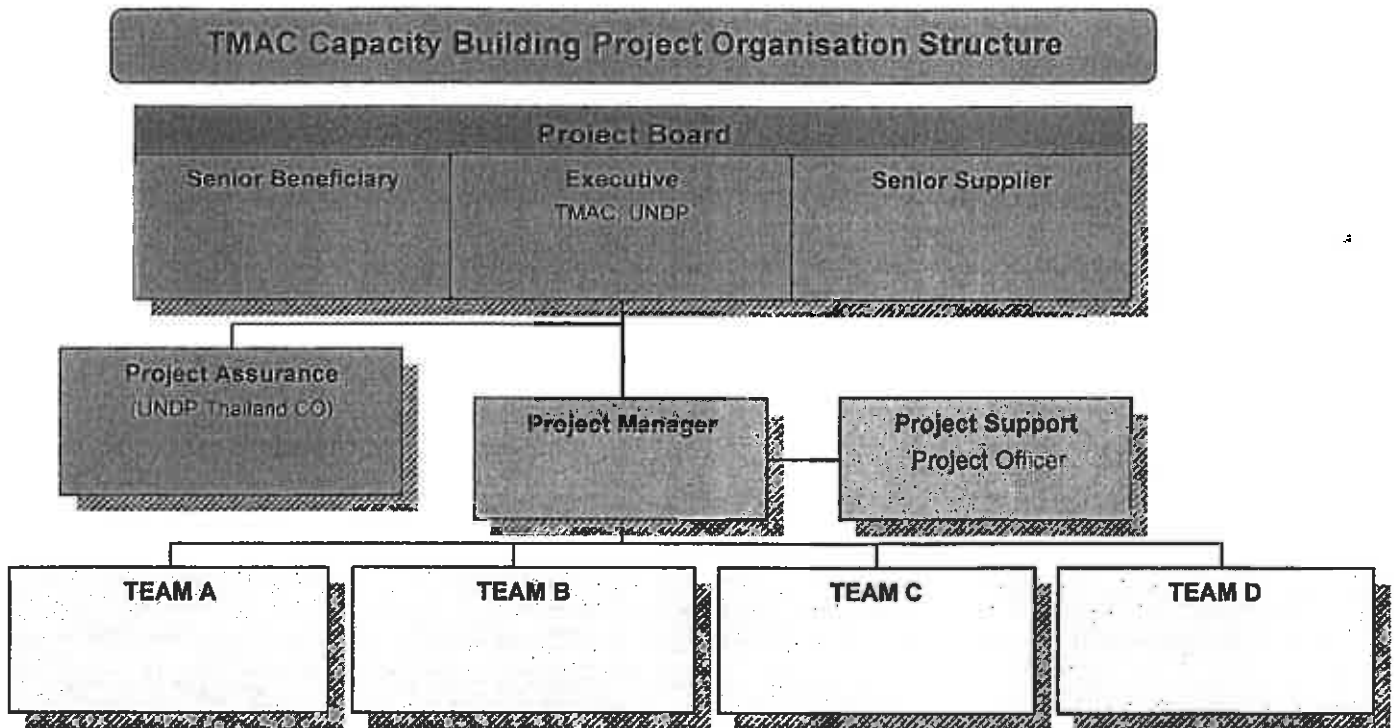 TMAC Capacity Building Project Organisation Structure
Project Board
Senior Beneficiary
Executive
TMAC, UNDP
Senior Supplier
Project Assurance
(UNDP Thailand CO)
Project Manager
Project Support
Project Officer
TEAM A
TEAM B
TEAM C
TEAM D